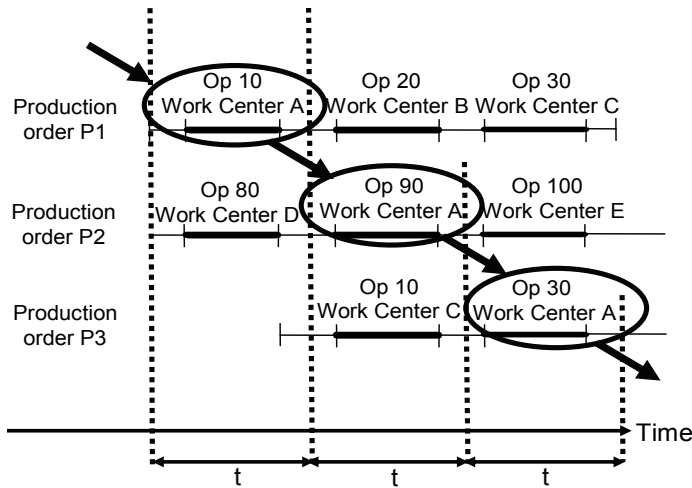 Op 10
Op 20
Op 30
Production
order P1
Work Center A
Work Center B
Work Center C
Op 80
Op 90
Op 100
Production
order P2
Work Center D
Work Center A
Work Center E
Op 10
Op 30
Production
order P3
Work Center C
Work Center A
Time
t
t
t